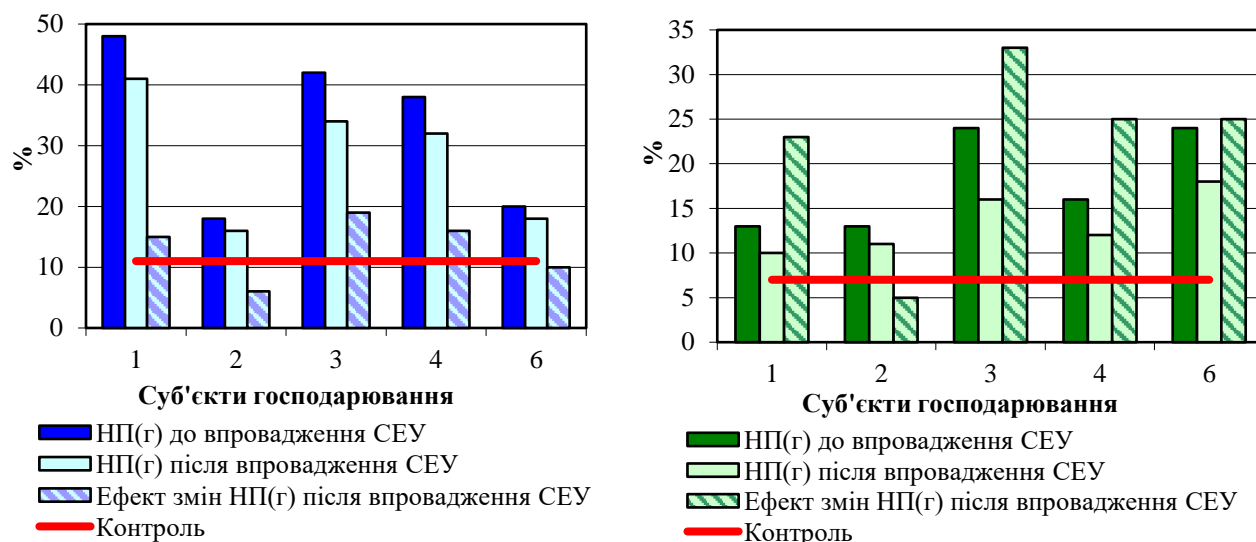 50
40
30
20
10
0
%
1 2 3 4 6
Суб'єкти господарювання
НП(г) до впровадження СЕУ
НП(г) після впровадження СЕУ
Ефект змін НП(г) після впровадження СЕУ
Контроль
35
30
25
20
15
10
5
0
%
1 2 3 4 6
Суб'єкти господарювання
НП(г) до впровадження СЕУ
НП(г) після впровадження СЕУ
Ефект змін НП(г) після впровадження СЕУ
Контроль